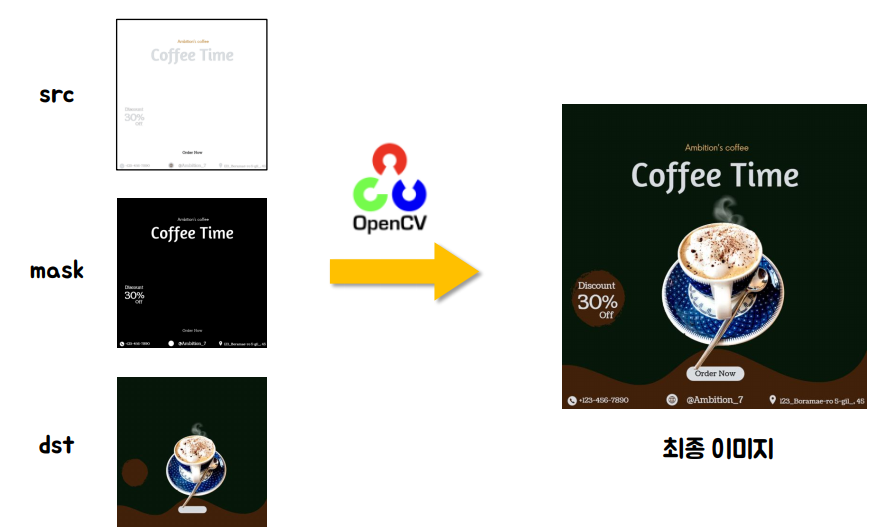 src
Ambition's coffee
Coffee Time
Discount
30%
Off
Order Now
+123-456-7890
@Ambition_7
123_Boramae-ro 5-gil_, 45
mask
Ambition's coffee
Coffee Time
Discount
30%
Off
Order Now
+123-456-7890
@Ambition_7
123_Boramae-ro 5-gil_, 45
dst
OpenCV
Ambition's coffee
Coffee Time
Discount
30%
Off
Order Now
+123-456-7890
@Ambition_7
123_Boramae-ro 5-gil_, 45
최종 이미지